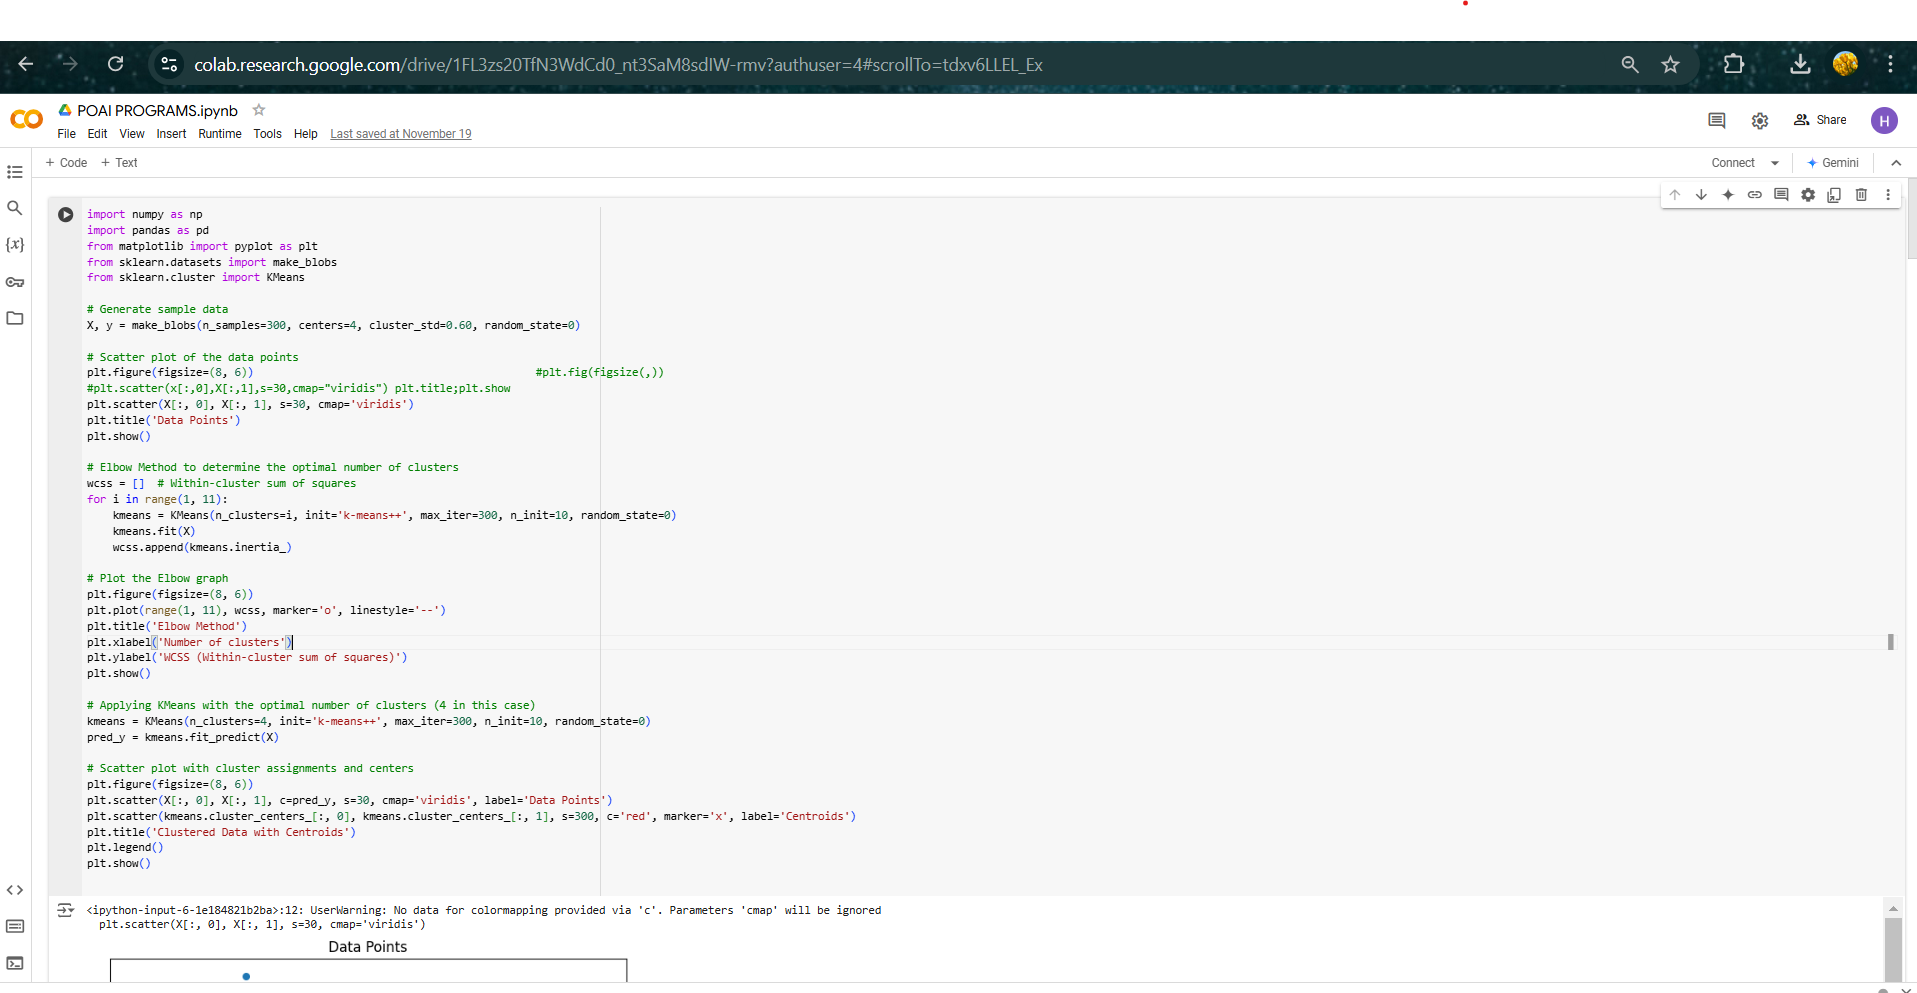 colab.research.google.com/drive/1FL3zs20TfN3WdCd0_nt3SaM8sdIW-rmv?authuser=4#scrollTo=tdxv6LLEL_Ex
POAI PROGRAMS.ipynb
File Edit View Insert Runtime Tools Help Last saved at November 19
Share
H
+ Code + Text
Connect
Gemini
{x}
import numpy as np
import pandas as pd
from matplotlib import pyplot as plt
from sklearn.datasets import make_blobs
from sklearn.cluster import KMeans
# Generate sample data
X, y = make_blobs(n_samples=300, centers=4, cluster_std=0.60, random_state=0)
# Scatter plot of the data points
plt.figure(figsize=(8, 6)) #plt.fig(figsize(,))
#plt.scatter(x[:,0],X[:,1],s=30,cmap="viridis") plt.title;plt.show
plt.scatter(X[:, 0], X[:, 1], s=30, cmap='viridis')
plt.title('Data Points')
plt.show()
# Elbow Method to determine the optimal number of clusters
wcss = [] # Within-cluster sum of squares
for i in range(1, 11):
    kmeans = KMeans(n_clusters=i, init='k-means++', max_iter=300, n_init=10, random_state=0)
    kmeans.fit(X)
    wcss.append(kmeans.inertia_)
# Plot the Elbow graph
plt.figure(figsize=(8, 6))
plt.plot(range(1, 11), wcss, marker='o', linestyle='--')
plt.title('Elbow Method')
plt.xlabel('Number of clusters')
plt.ylabel('WCSS (Within-cluster sum of squares)')
plt.show()
# Applying KMeans with the optimal number of clusters (4 in this case)
kmeans = KMeans(n_clusters=4, init='k-means++', max_iter=300, n_init=10, random_state=0)
pred_y = kmeans.fit_predict(X)
# Scatter plot with cluster assignments and centers
plt.figure(figsize=(8, 6))
plt.scatter(X[:, 0], X[:, 1], c=pred_y, s=30, cmap='viridis', label='Data Points')
plt.scatter(kmeans.cluster_centers_[:, 0], kmeans.cluster_centers_[:, 1], s=300, c='red', marker='x', label='Centroids')
plt.title('Clustered Data with Centroids')
plt.legend()
plt.show()
<ipython-input-6-1e184821b2ba>:12: UserWarning: No data for colormapping provided via 'c'. Parameters 'cmap' will be ignored
  plt.scatter(X[:, 0], X[:, 1], s=30, cmap='viridis')
Data Points